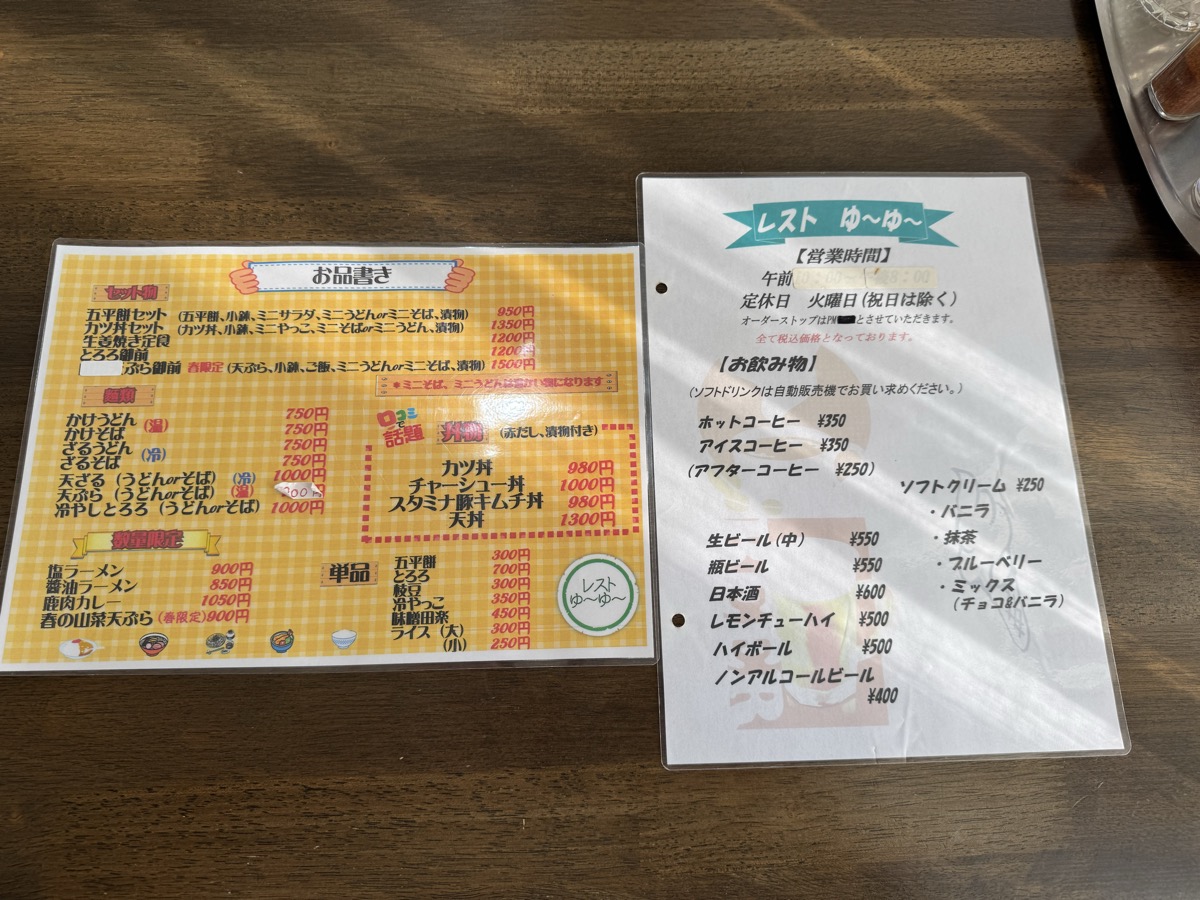 お品書き
セット物
五平餅セット (五平餅、小鉢、ミニサラダ、ミニうどんorミニそば、漬物) 950円
カツ丼セット (カツ丼、小鉢、ミニやっこ、ミニそばorミニうどん、漬物) 1350円
生姜焼き定食 1200円
とろろ御前 1200円
ぷら御前 春限定 (天ぷら、小鉢、ご飯、ミニうどんorミニそば、漬物) 1500円
*ミニそば、ミニうどんは温かい物になります
麺類
かけうどん (温) 750円
かけそば 750円
ざるうどん (冷) 750円
ざるそば 750円
天ざる (うどんorそば) (冷) 1000円
天ぷら (うどんorそば) (温) 900円
冷やしとろろ (うどんorそば) 1000円
口コミで話題
丼物 (赤だし、漬物付き)
カツ丼 980円
チャーシュー丼 1000円
スタミナ豚キムチ丼 980円
天丼 1300円
数量限定
塩ラーメン 900円
醤油ラーメン 850円
鹿肉カレー 1050円
春の山菜天ぷら (春限定) 900円
単品
五平餅 300円
とろろ 700円
枝豆 300円
冷やっこ 350円
味噌田楽 450円
ライス (大) 300円
(小) 250円
レスト
ゆ〜ゆ〜
レスト ゆ〜ゆ〜
【営業時間】
午前
定休日 火曜日(祝日は除く)
オーダーストップはPM とさせていただきます。
全て税込価格となっております。
【お飲み物】
(ソフトドリンクは自動販売機でお買い求めください。)
ホットコーヒー ¥350
アイスコーヒー ¥350
(アフターコーヒー ¥250)
ソフトクリーム ¥250
・バニラ
・抹茶
・ブルーベリー
・ミックス
(チョコ&バニラ)
生ビール(中) ¥550
瓶ビール ¥550
日本酒 ¥600
レモンチューハイ ¥500
ハイボール ¥500
ノンアルコールビール
¥400